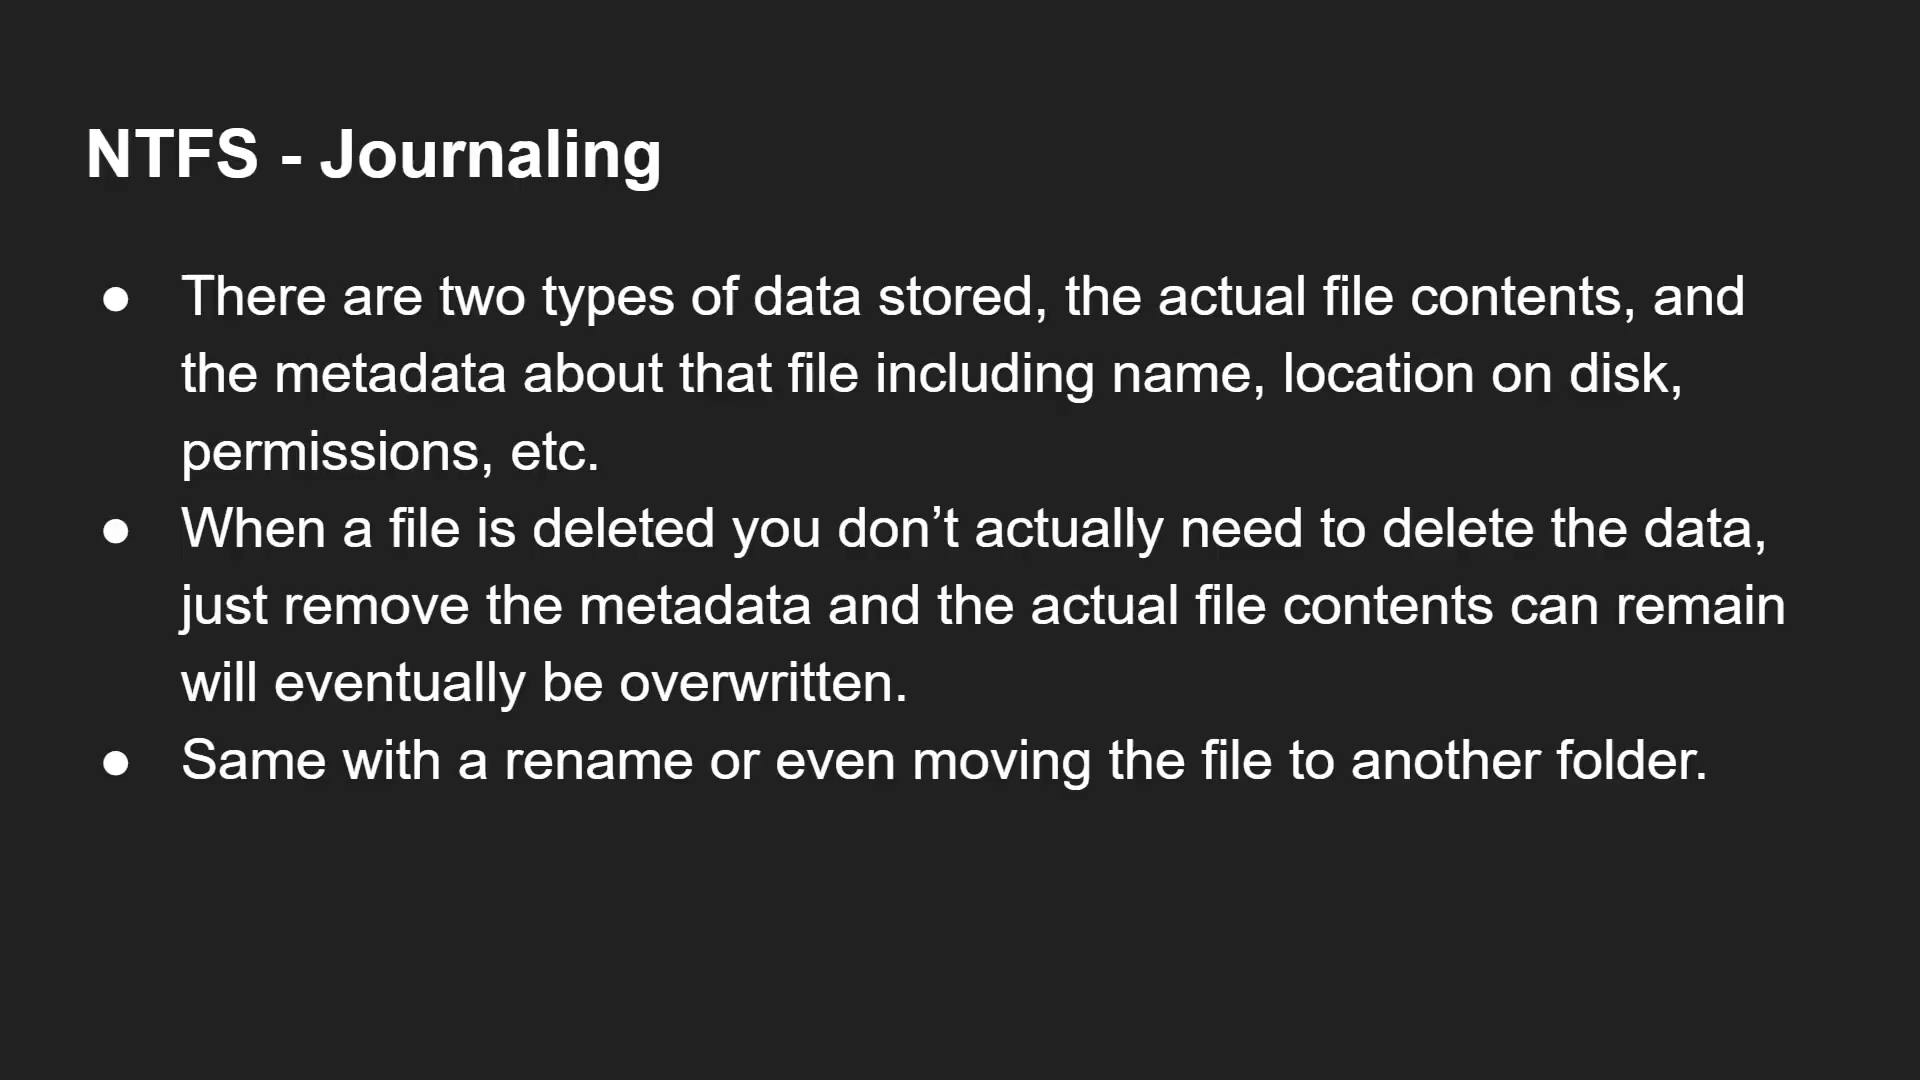 NTFS - Journaling
● There are two types of data stored, the actual file contents, and
the metadata about that file including name, location on disk,
permissions, etc.
● When a file is deleted you don’t actually need to delete the data,
just remove the metadata and the actual file contents can remain
will eventually be overwritten.
● Same with a rename or even moving the file to another folder.